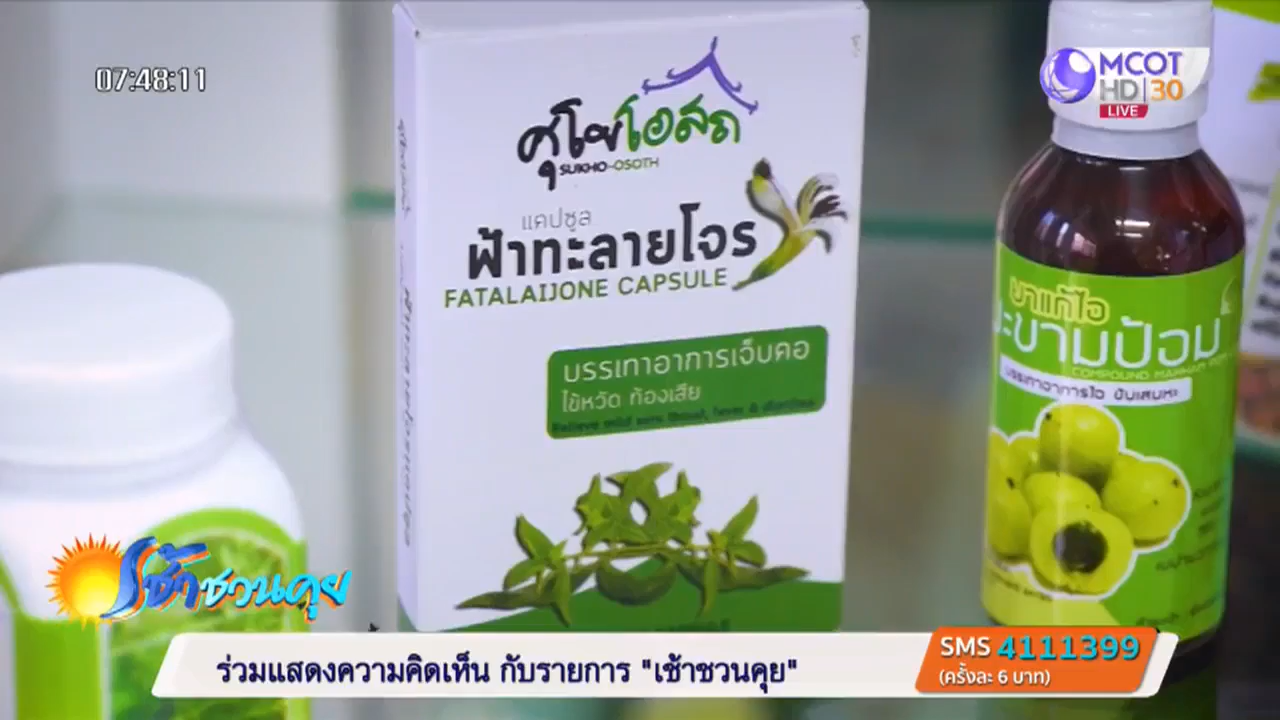 07:48:11
MCOT
HD 30
LIVE
ศุโขโอสถ
SUKHO-OSOTH
แคปซูล
ฟ้าทะลายโจร
FATALAIJONE CAPSULE
บรรเทาอาการเจ็บคอ
ไข้หวัด ท้องเสีย
Relieve mild sore throat, fever & diarrhea
ยาแก้ไอ
มะขามป้อม
COMPOUND MAKHAM POM
บรรเทาอาการไอ ขับเสมหะ
เช้าชวนคุย
ร่วมแสดงความคิดเห็น กับรายการ "เช้าชวนคุย"
SMS 4111399
(ครั้งละ 6 บาท)